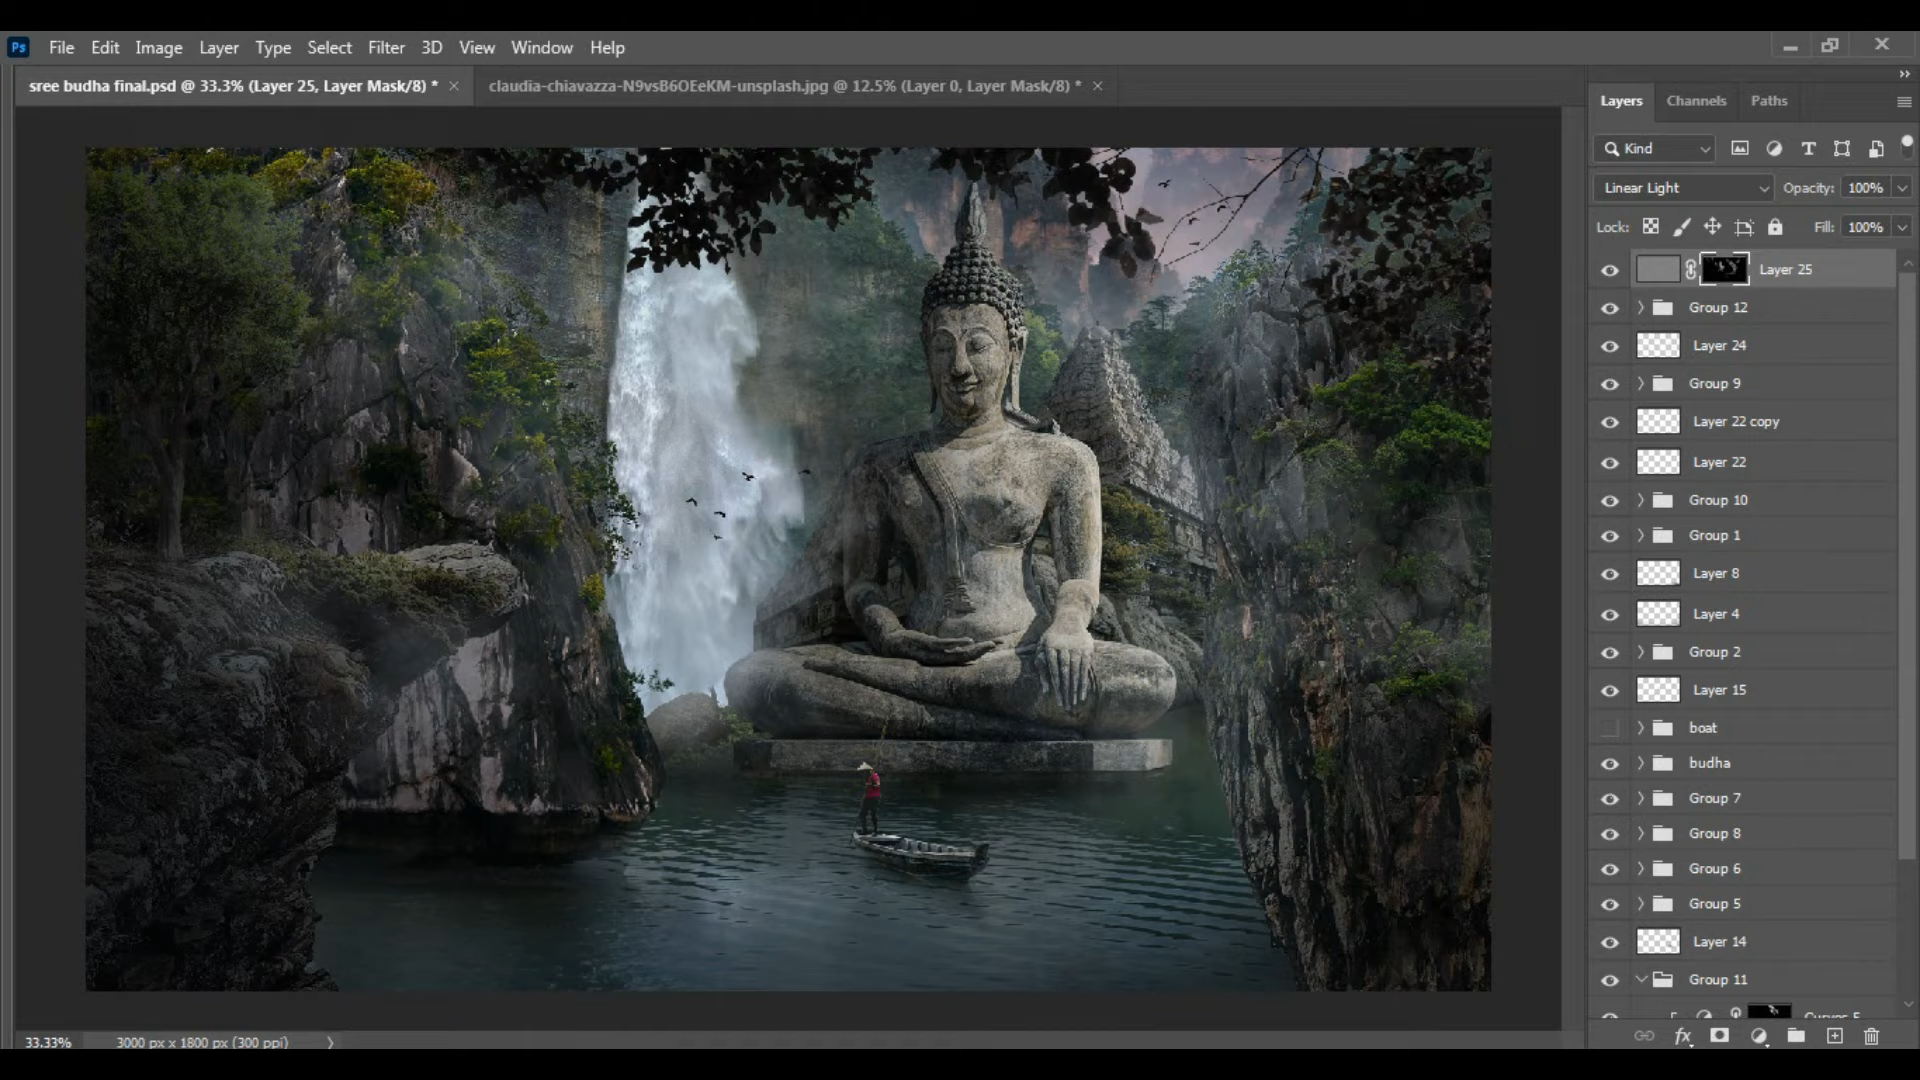 Ps File Edit Image Layer Type Select Filter 3D View Window Help
sree budha final.psd @ 33.3% (Layer 25, Layer Mask/8) * claudia-chiavazza-N9vsB6OEeKM-unsplash.jpg @ 12.5% (Layer 0, Layer Mask/8) *
Layers Channels Paths
Kind
Linear Light Opacity: 100%
Lock: Fill: 100%
Layer 25
Group 12
Layer 24
Group 9
Layer 22 copy
Layer 22
Group 10
Group 1
Layer 8
Layer 4
Group 2
Layer 15
boat
budha
Group 7
Group 8
Group 6
Group 5
Layer 14
Group 11
Curves 5
fx
33.33% 3000 px x 1800 px (300 ppi)